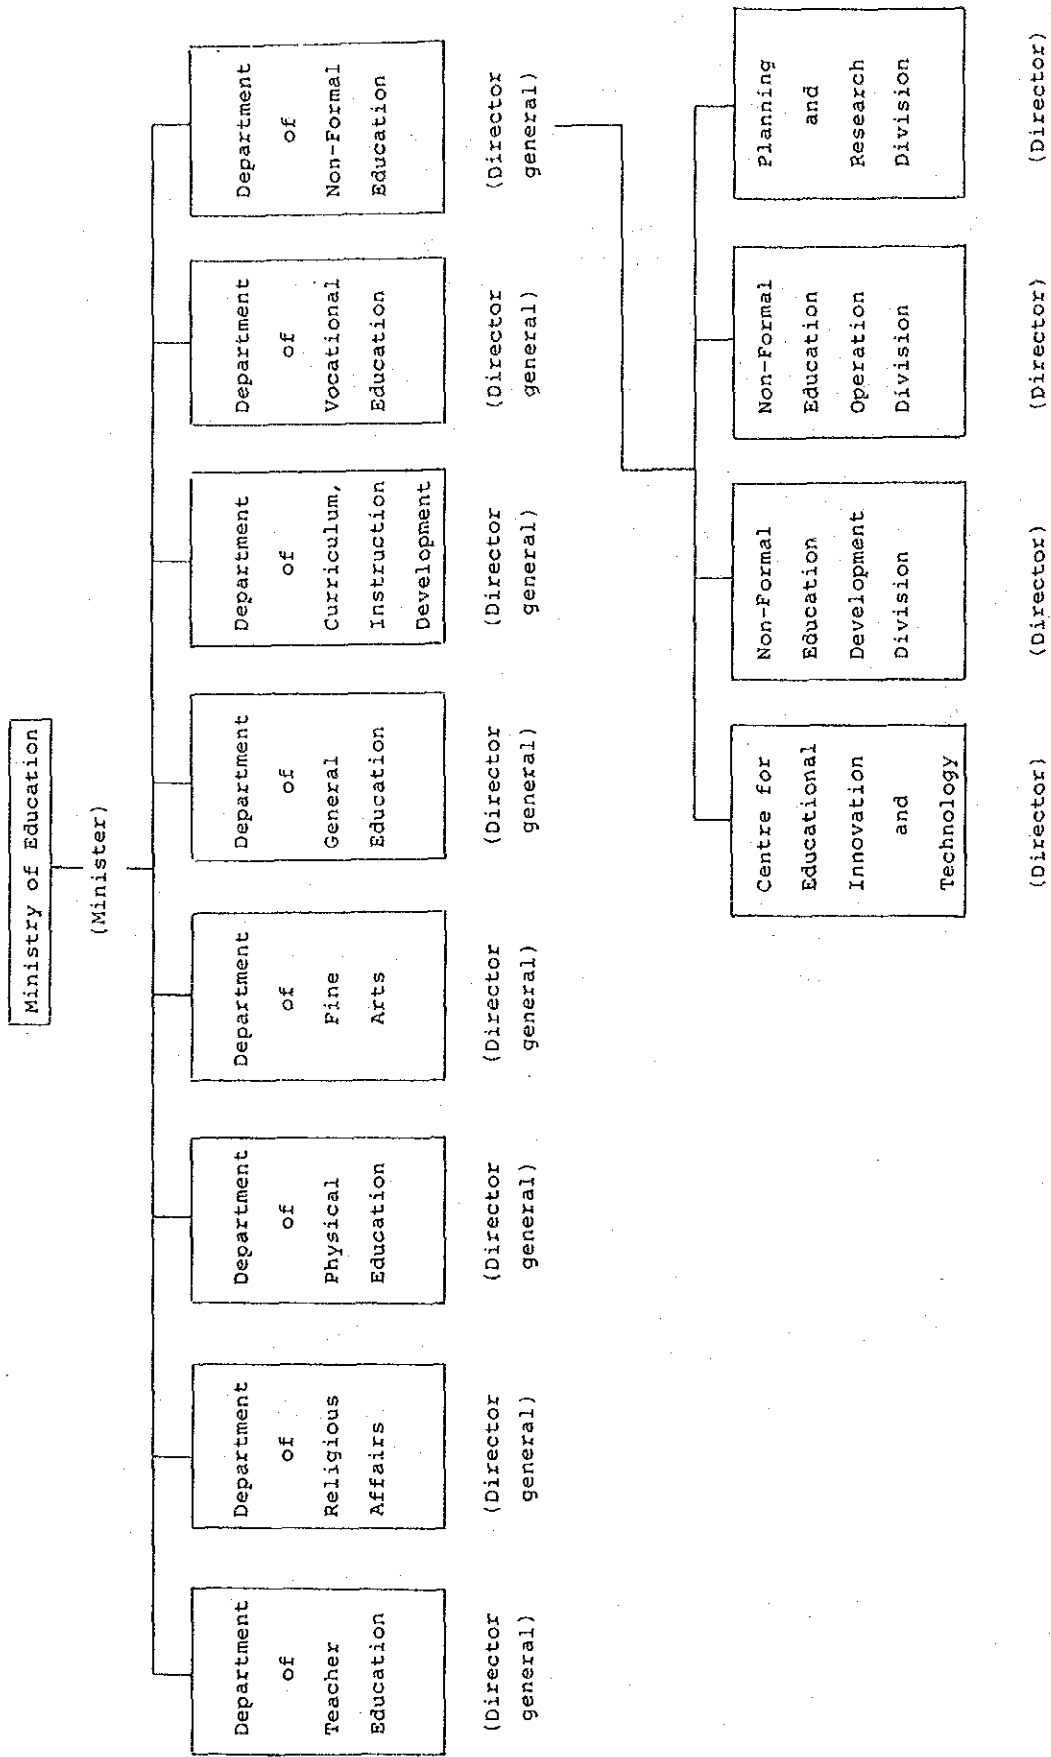 Ministry of Education
(Minister)
Department
of
Teacher
Education
(Director
general)
Department
of
Religious
Affairs
(Director
general)
Department
of
Physical
Education
(Director
general)
Department
of
Fine
Arts
(Director
general)
Department
of
General
Education
(Director
general)
Department
of
Curriculum,
Instruction
Development
(Director
general)
Department
of
Vocational
Education
(Director
general)
Department
of
Non-Formal
Education
(Director
general)
Centre for
Educational
Innovation
and
Technology
(Director)
Non-Formal
Education
Development
Division
(Director)
Non-Formal
Education
Operation
Division
(Director)
Planning
and
Research
Division
(Director)